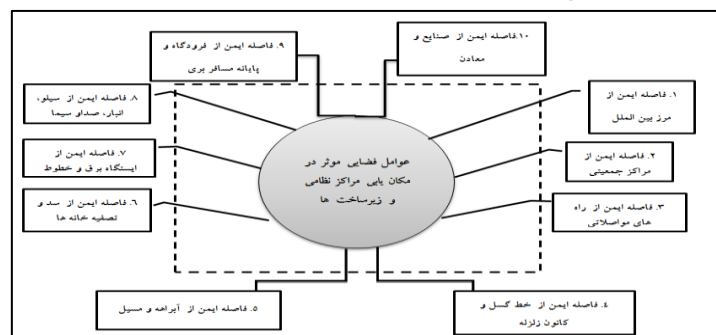 ۱۰.فاصله ایمن از صنایع و
معادن
۹. فاصله ایمن از فرودگاه و
پایانه مسافر بری
۱. فاصله ایمن از
مرز بین الملل
۲. فاصله ایمن از
مراکز جمعیتی
۳. فاصله ایمن از راه
های مواصلاتی
۴. فاصله ایمن از خط گسل و
کانون زلزله
۵. فاصله ایمن از آبراهه و مسیل
۶. فاصله ایمن از سد و
تصفیه خانه ها
۷. فاصله ایمن از
ایستگاه برق و خطوط
۸. فاصله ایمن از سیلو،
انبار، صداو سیما
عوامل فضایی موثر در
مکان یابی مراکز نظامی
و زیرساخت ها